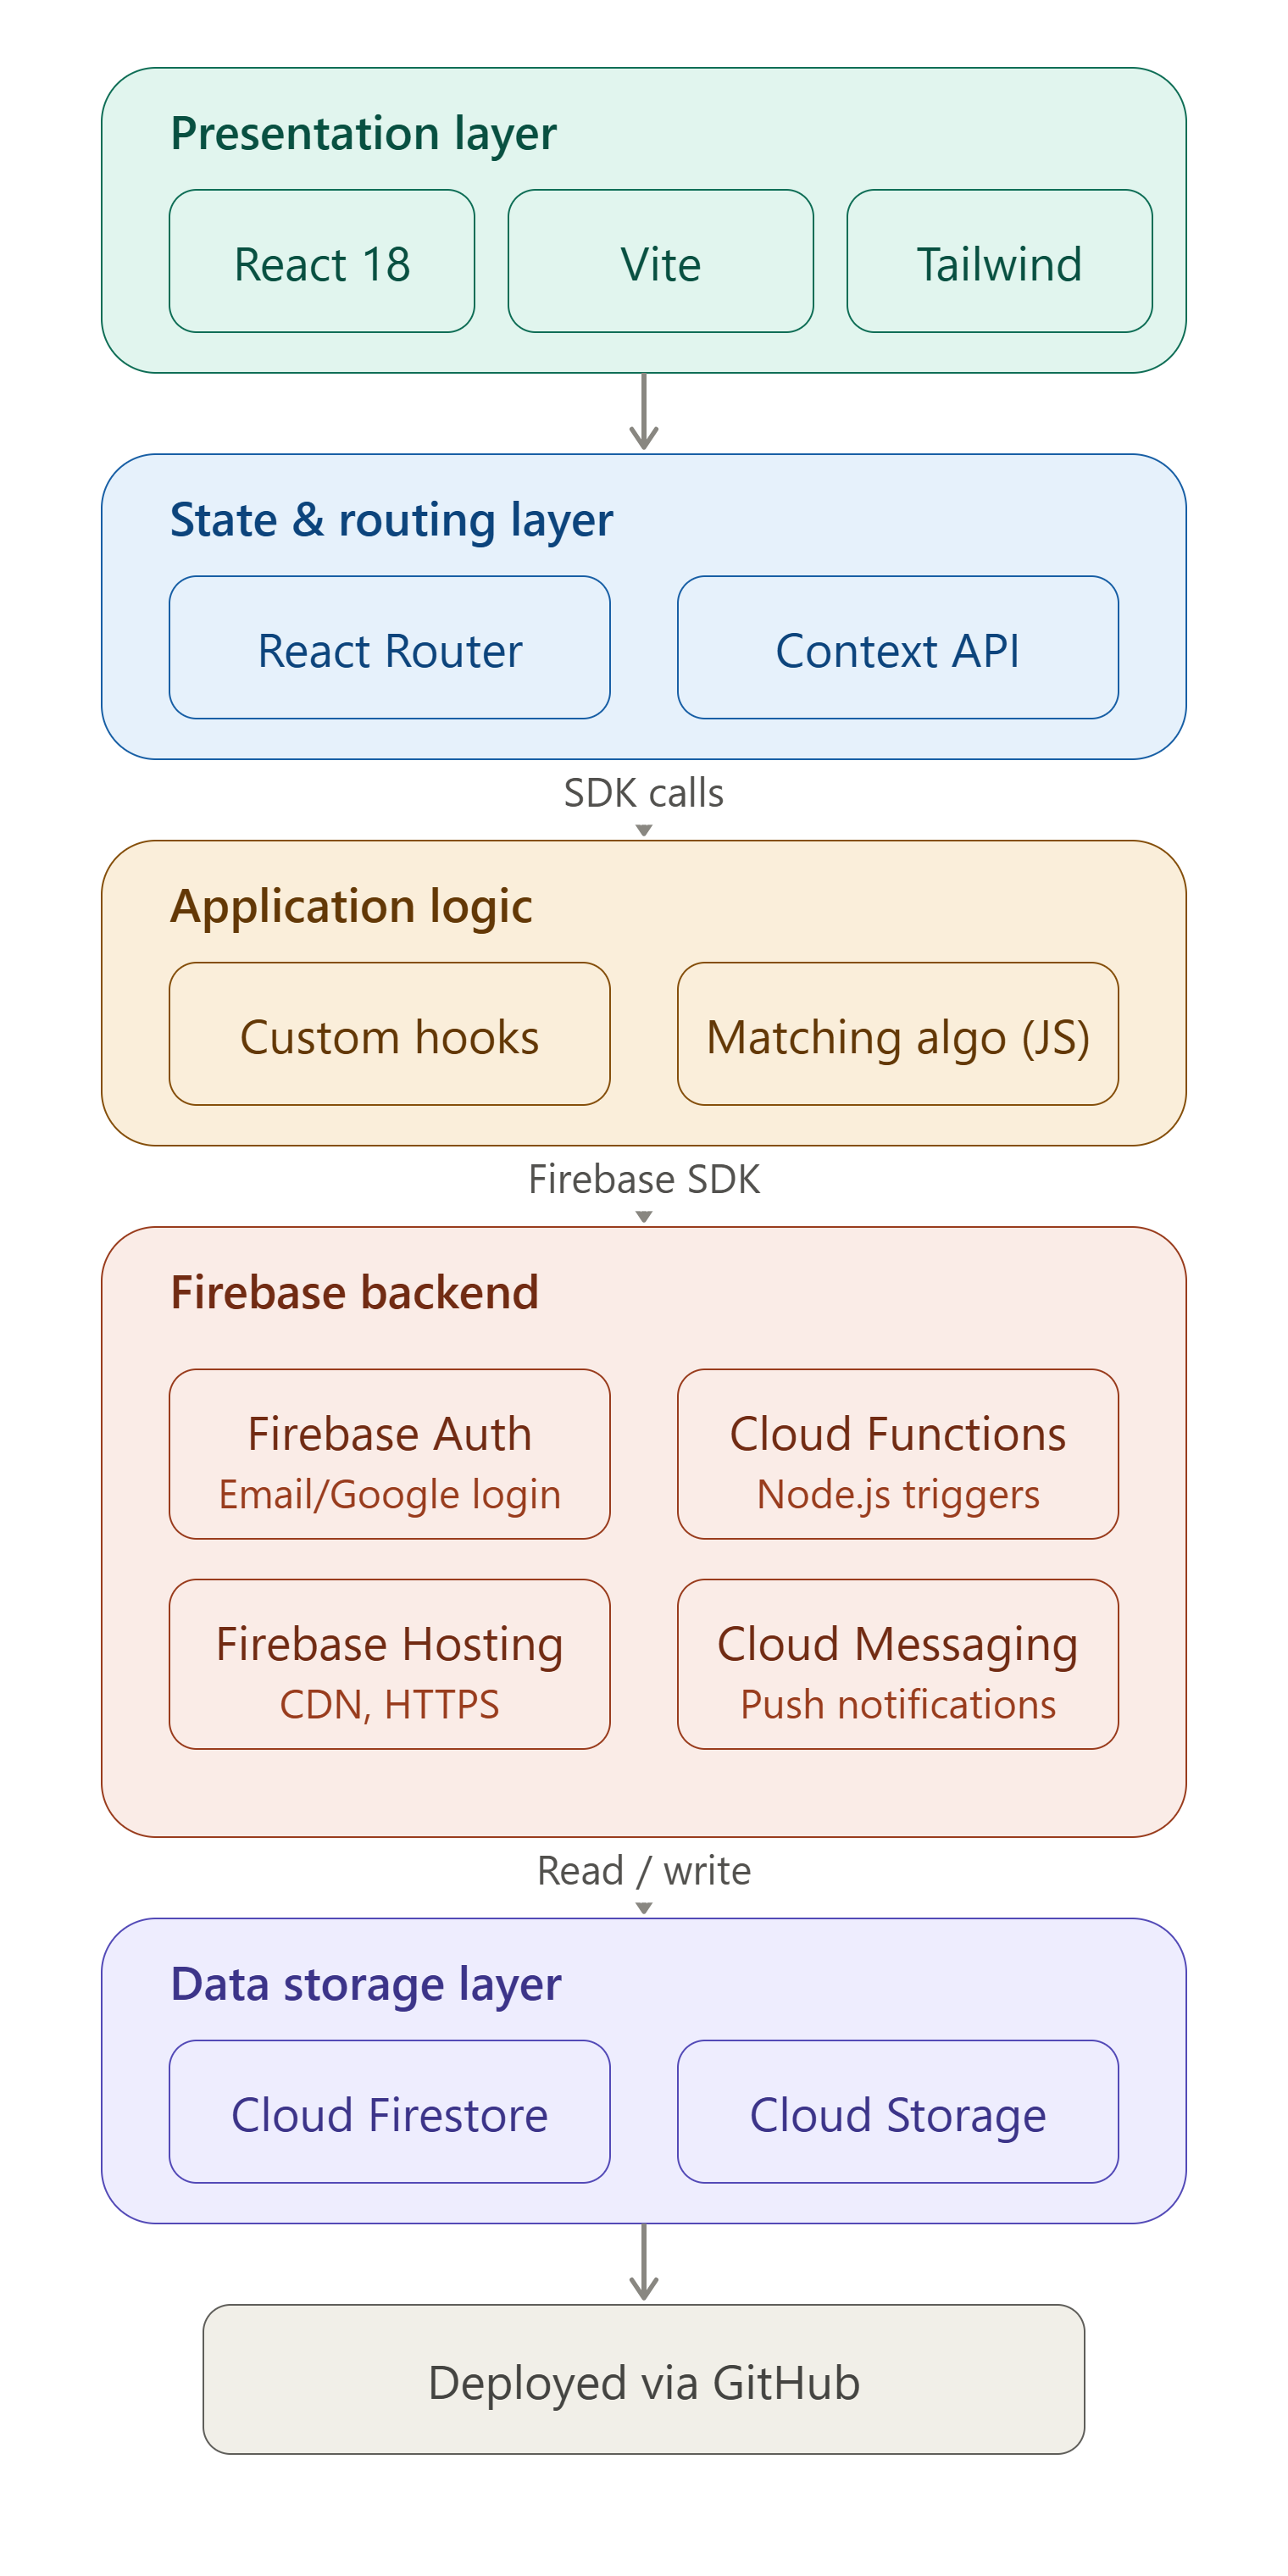 Presentation layer
React 18
Vite
Tailwind
State & routing layer
React Router
Context API
SDK calls
Application logic
Custom hooks
Matching algo (JS)
Firebase SDK
Firebase backend
Firebase Auth
Email/Google login
Cloud Functions
Node.js triggers
Firebase Hosting
CDN, HTTPS
Cloud Messaging
Push notifications
Read / write
Data storage layer
Cloud Firestore
Cloud Storage
Deployed via GitHub